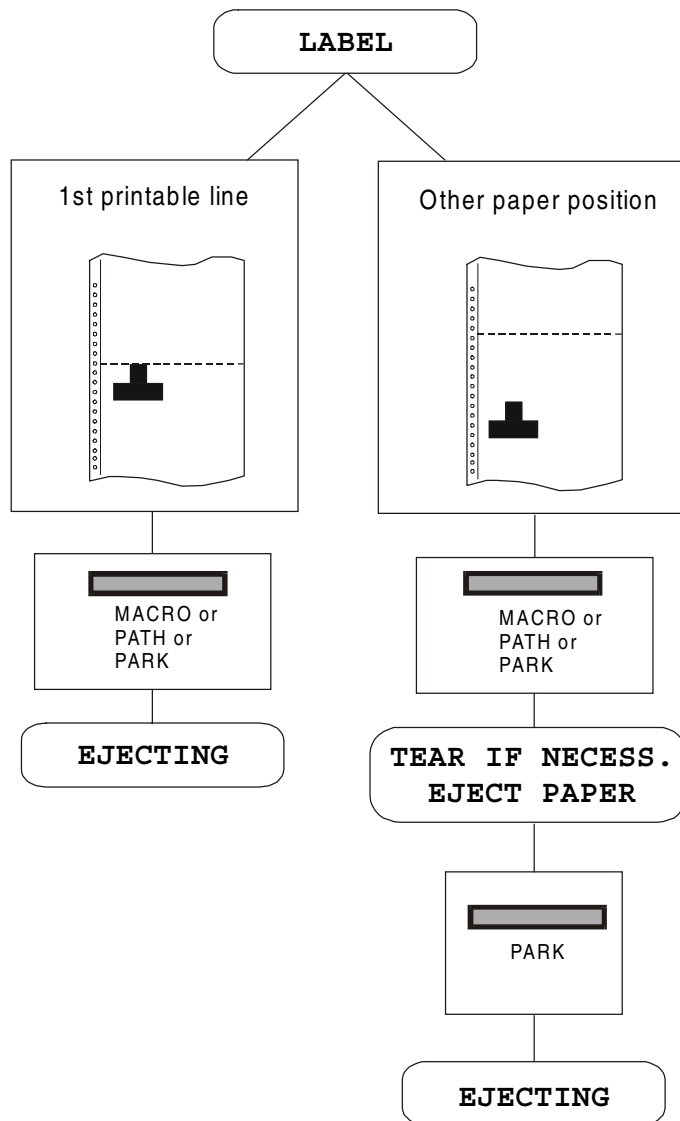 LABEL
1st printable line
Other paper position
MACRO or
PATH or
PARK
MACRO or
PATH or
PARK
EJECTING
TEAR IF NECESS.
EJECT PAPER
PARK
EJECTING